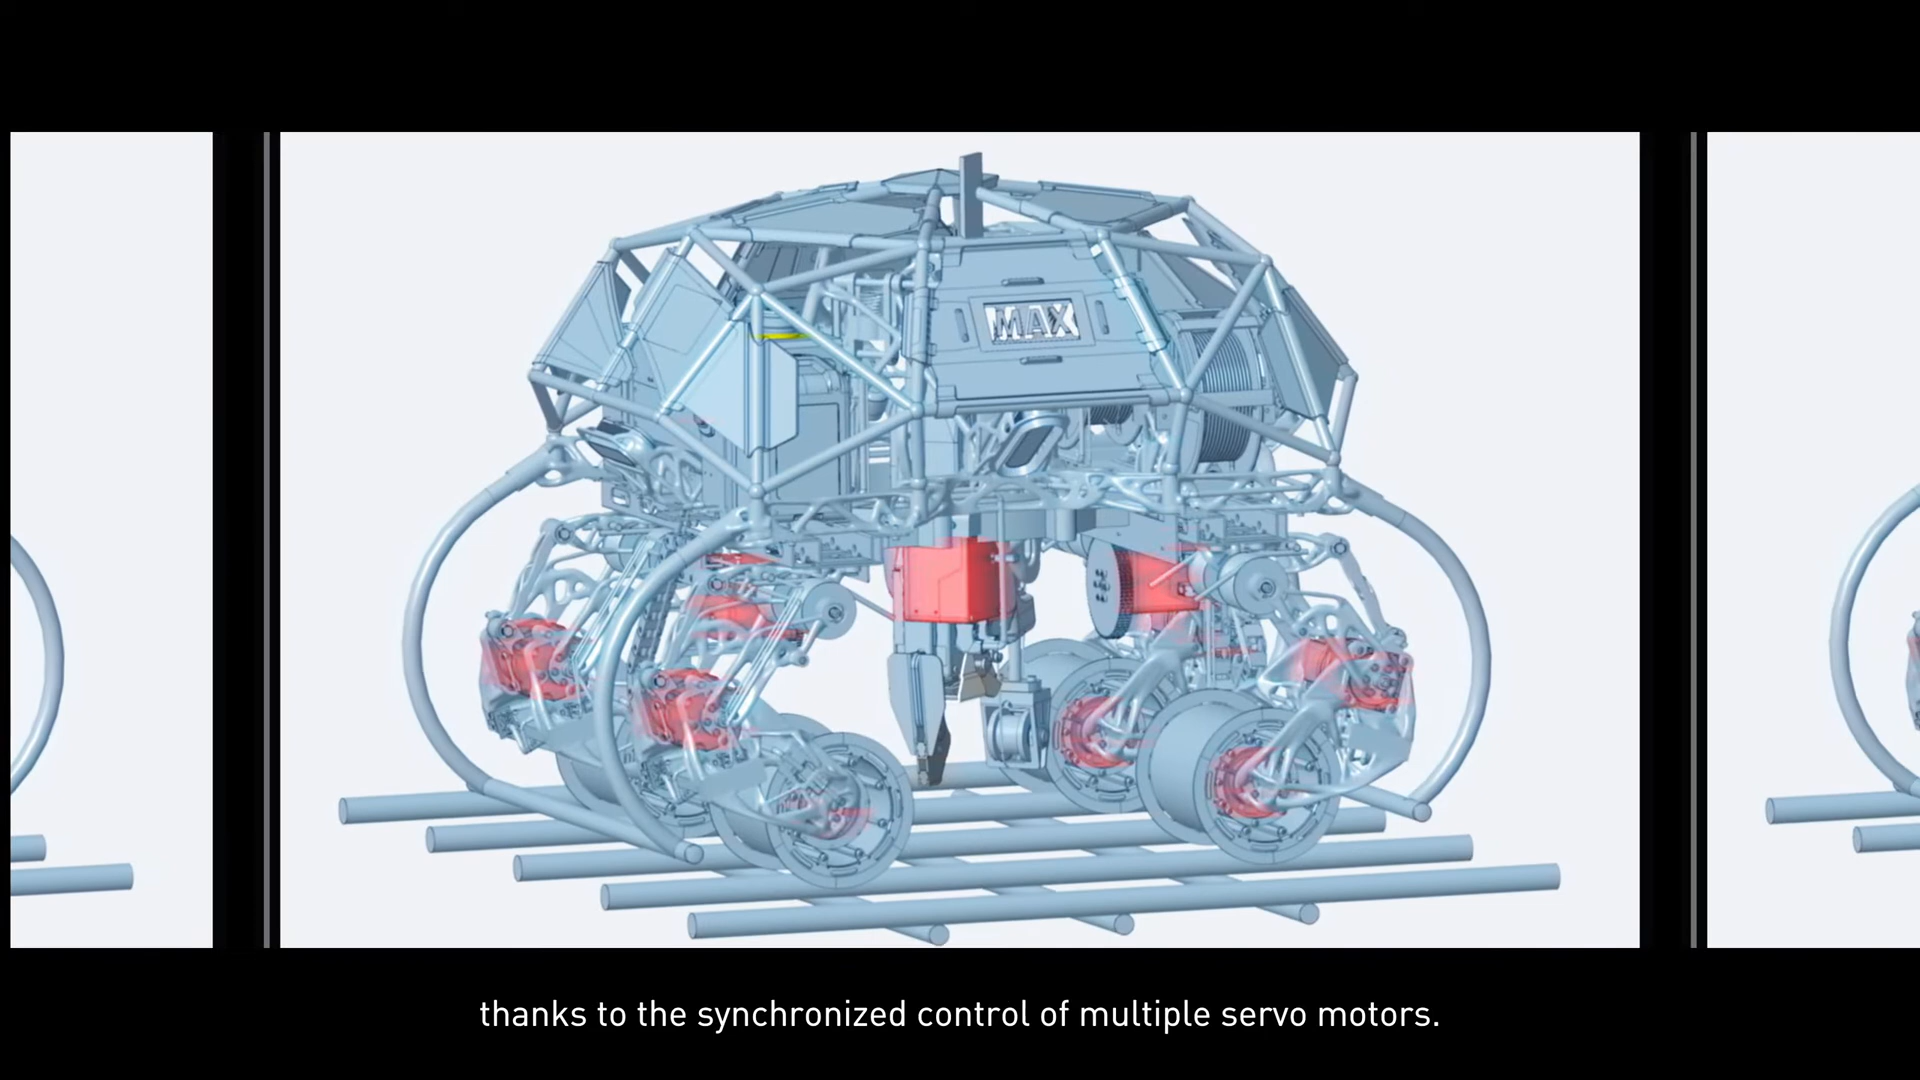 MAX
thanks to the synchronized control of multiple servo motors.